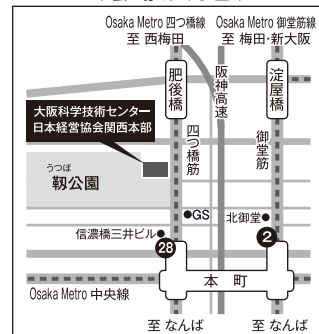 Osaka Metro 四つ橋線
至 西梅田
Osaka Metro 御堂筋線
至 梅田・新大阪
肥後橋
阪神高速
淀屋橋
大阪科学技術センター
日本経営協会関西本部
四つ橋筋
御堂筋
うつぼ
靱公園
GS
北御堂
信濃橋三井ビル
28
2
本町
Osaka Metro 中央線
至 なんば
至 なんば